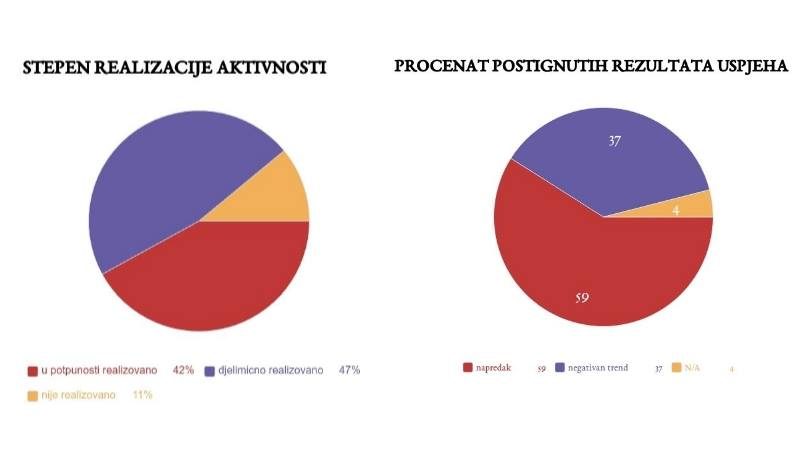 STEPEN REALIZACIJE AKTIVNOSTI
u potpunosti realizovano 42% djelimicno realizovano 47%
nije realizovano 11%
PROCENAT POSTIGNUTIH REZULTATA USPJEHA
37
4
59
napredak 59 negativan trend 37 N/A 4